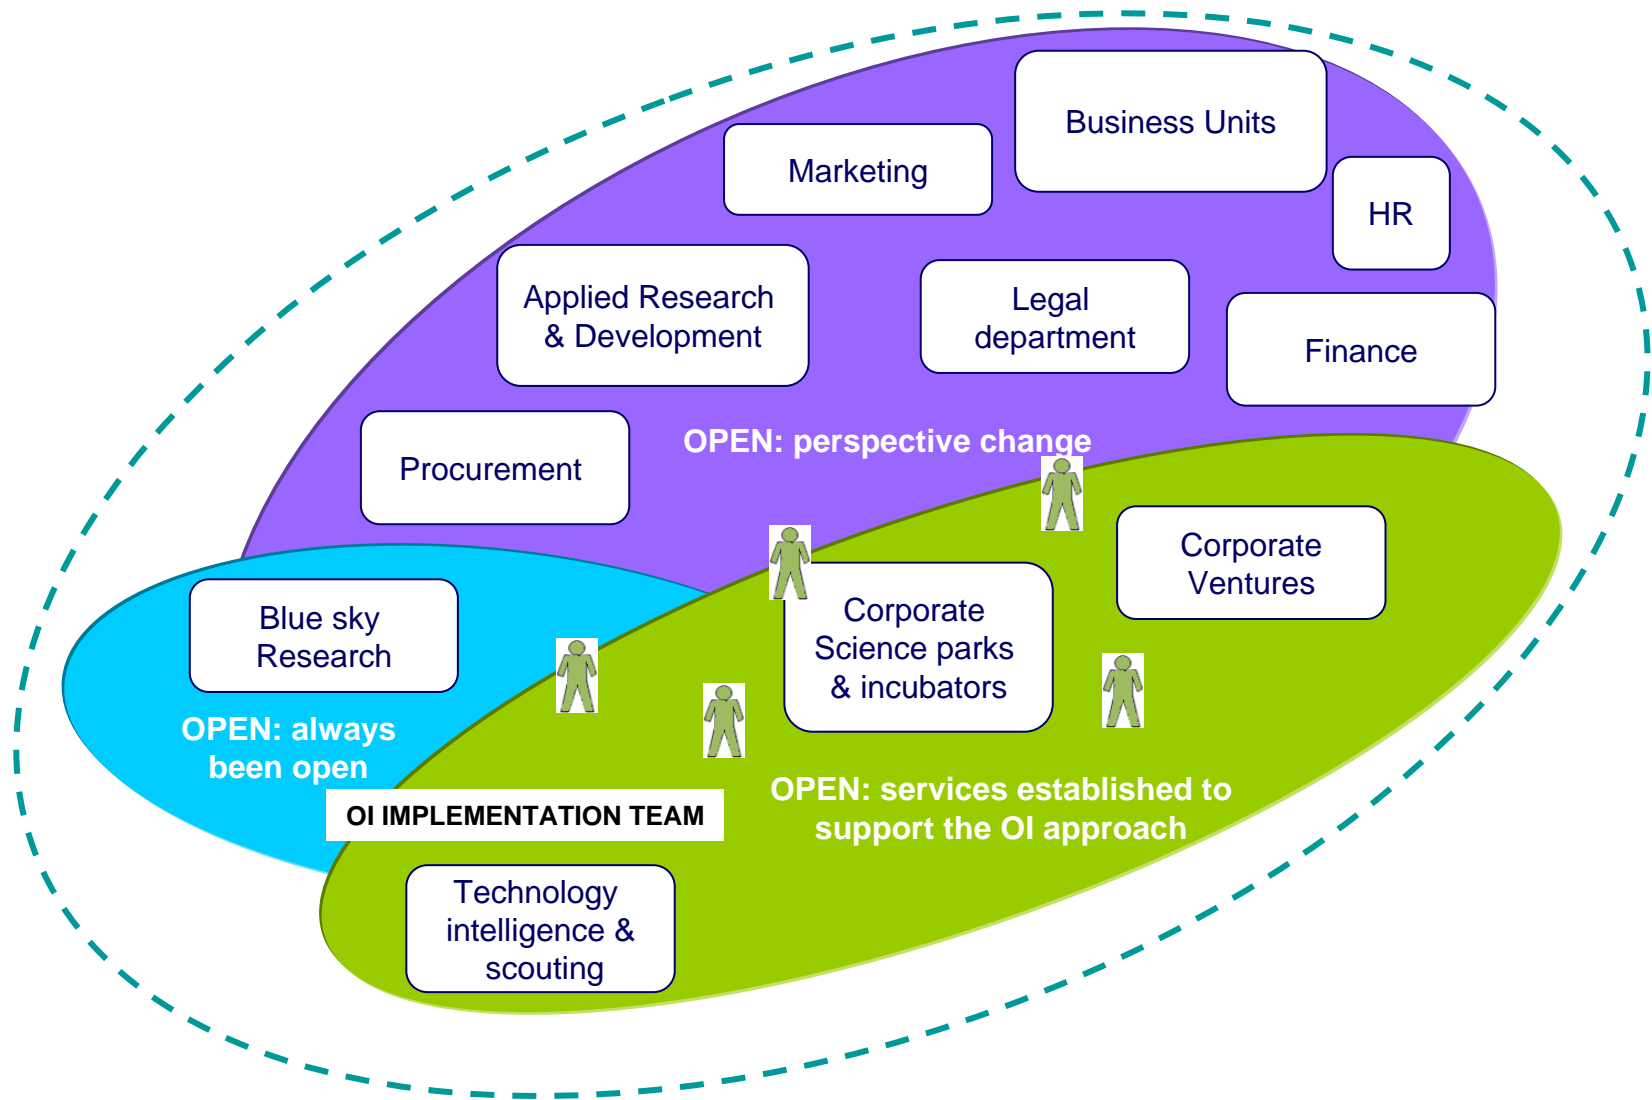 Business Units
Marketing
HR
Applied Research
& Development
Legal
department
Finance
OPEN: perspective change
Procurement
Corporate
Ventures
Blue sky
Research
Corporate
Science parks
& incubators
OPEN: always
been open
OPEN: services established to
support the OI approach
OI IMPLEMENTATION TEAM
Technology
intelligence &
scouting